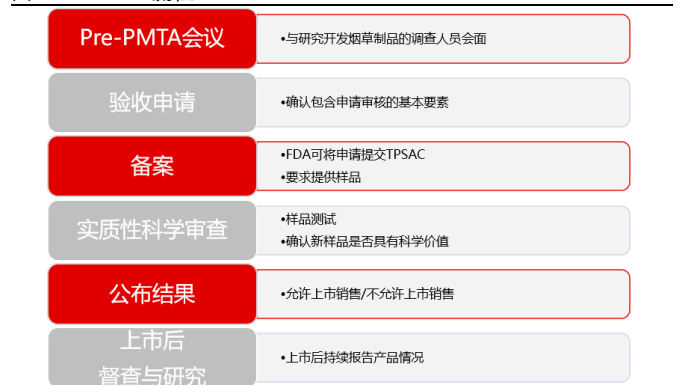 Pre-PMTA会议
•与研究开发烟草制品的调查人员会面
验收申请
•确认包含申请审核的基本要素
备案
•FDA可将申请提交TPSAC
•要求提供样品
实质性科学审查
•样品测试
•确认新样品是否具有科学价值
公布结果
•允许上市销售/不允许上市销售
上市后
督查与研究
•上市后持续报告产品情况